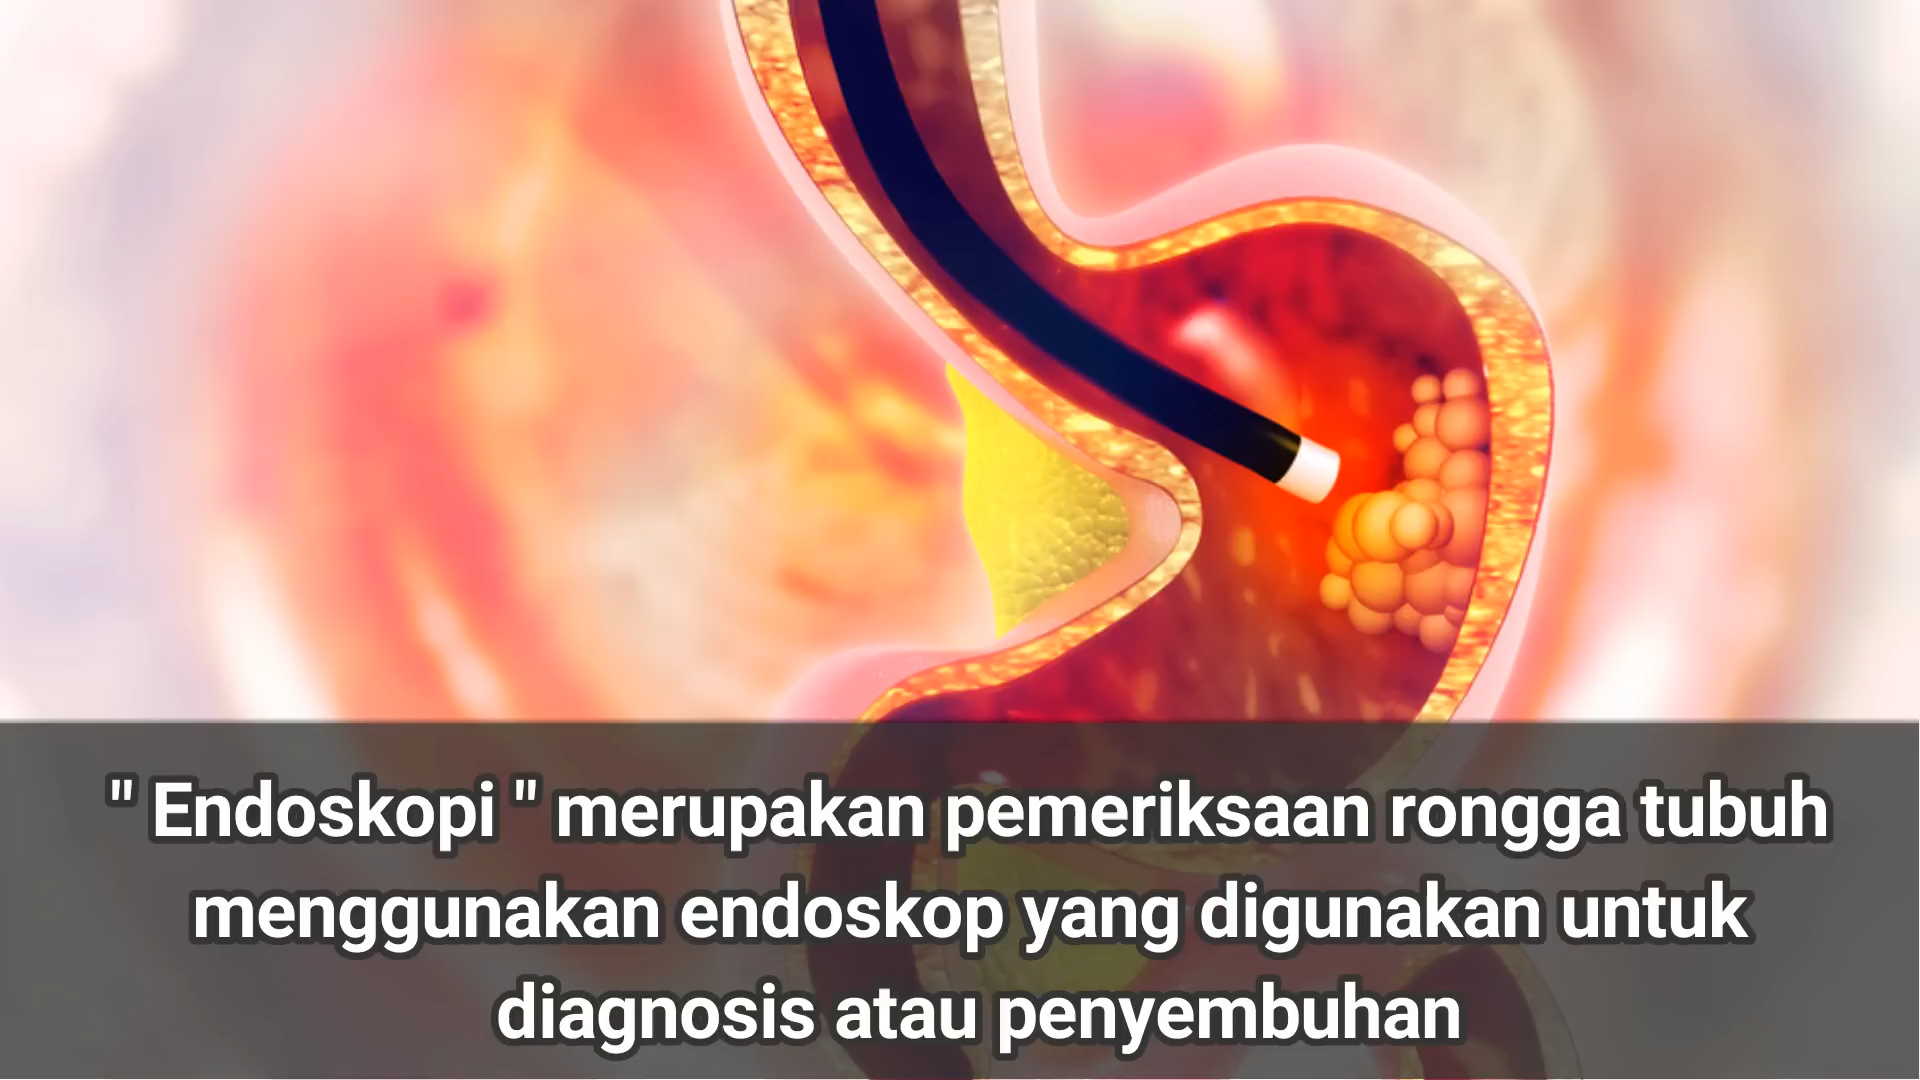 " Endoskopi " merupakan pemeriksaan rongga tubuh
menggunakan endoskop yang digunakan untuk
diagnosis atau penyembuhan